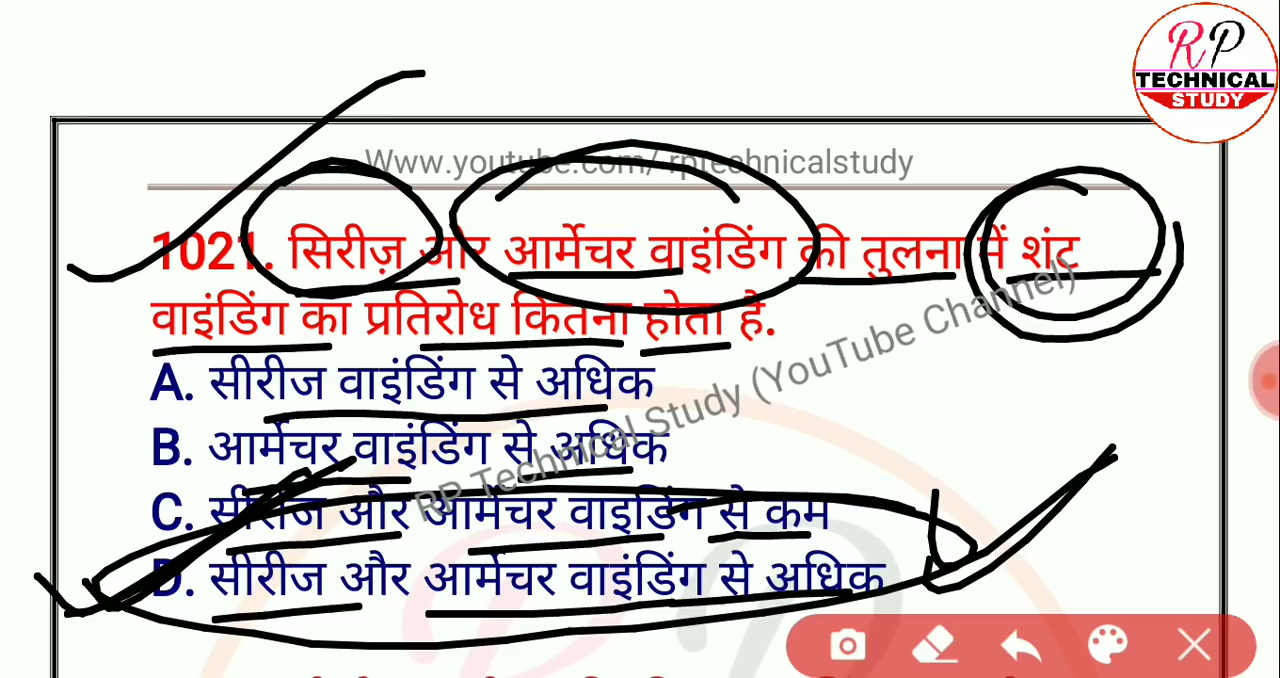 RP
TECHNICAL
STUDY
Www.youtube.com/ rptechnicalstudy
1021. सिरीज़ और आर्मेचर वाइंडिंग की तुलना में शंट
वाइंडिंग का प्रतिरोध कितना होता है.
A. सीरीज वाइंडिंग से अधिक
B. आर्मेचर वाइंडिंग से अधिक
RP Technical Study (YouTube Channel)
C. सीरीज और आर्मेचर वाइंडिंग से कम
D. सीरीज और आर्मेचर वाइंडिंग से अधिक